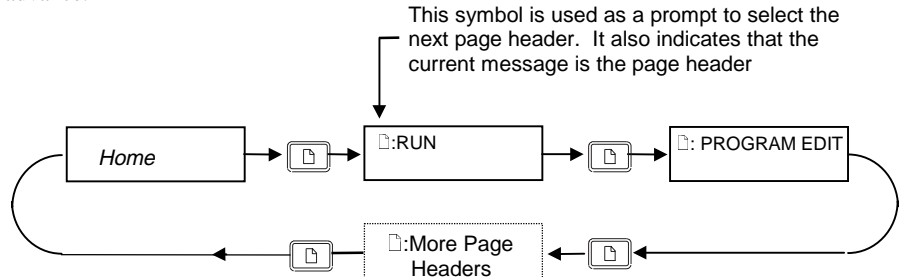 This symbol is used as a prompt to select the
next page header. It also indicates that the
current message is the page header
Home
:RUN
: PROGRAM EDIT
:More Page
Headers